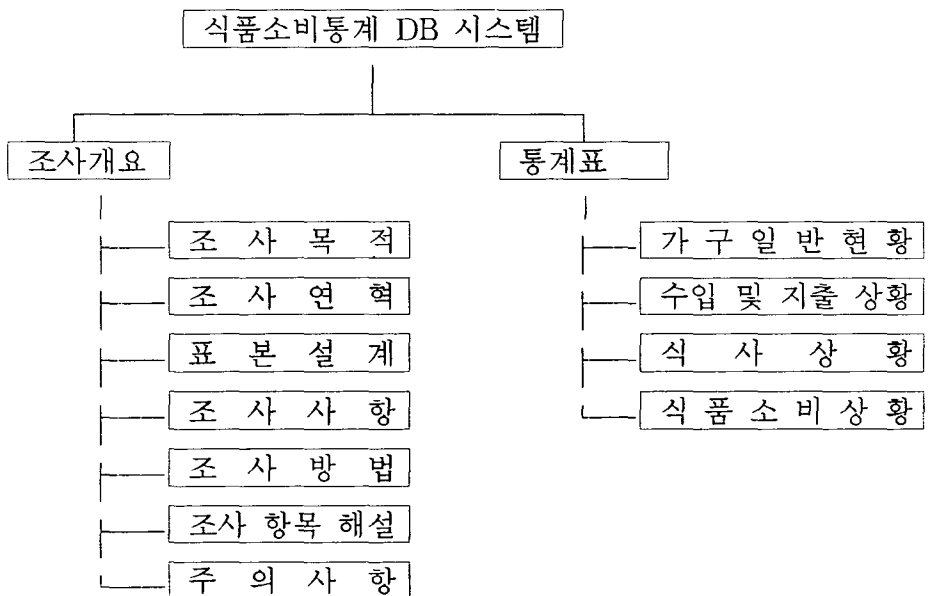 식품소비통계 DB 시스템
조사개요
조 사 목 적
조 사 연 혁
표 본 설 계
조 사 사 항
조 사 방 법
조사 항목 해설
주 의 사 항
통계표
가 구 일 반 현 황
수입 및 지출 상황
식 사 상 황
식 품 소 비 상 황